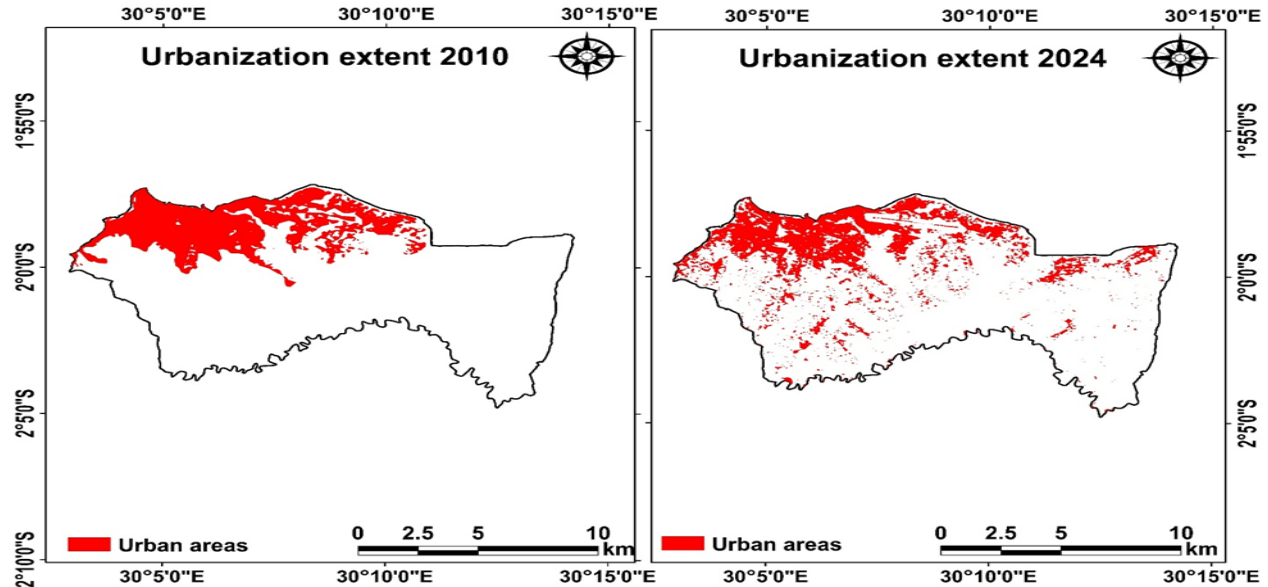 30°5'0"E 30°10'0"E 30°15'0"E 30°5'0"E 30°10'0"E 30°15'0"E
Urbanization extent 2010
Urbanization extent 2024
1°55'0"S
2°0'0"S
2°5'0"S
2°10'0"S
1°55'0"S
2°0'0"S
2°5'0"S
0 2.5 5 10
km
Urban areas
0 2.5 5 10
km
Urban areas
30°5'0"E 30°10'0"E 30°15'0"E 30°5'0"E 30°10'0"E 30°15'0"E